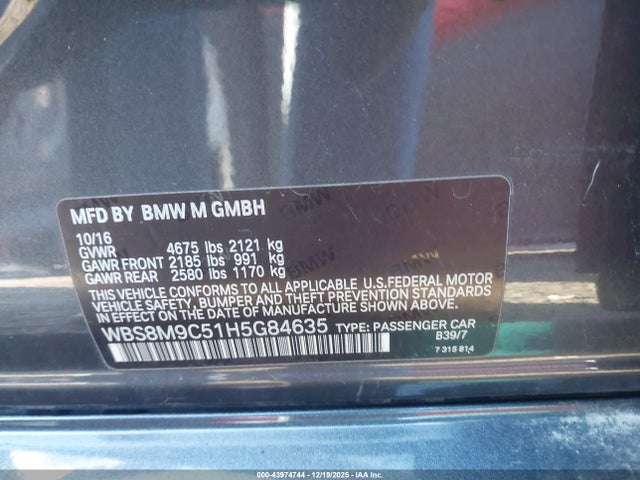 MFD BY BMW M GMBH
10/16
GVWR 4675 lbs 2121 kg
GAWR FRONT 2185 lbs 991 kg
GAWR REAR 2580 lbs 1170 kg
THIS VEHICLE CONFORMS TO ALL APPLICABLE U.S.FEDERAL MOTOR
VEHICLE SAFETY, BUMPER AND THEFT PREVENTION STANDARDS
IN EFFECT ON THE DATE OF MANUFACTURE SHOWN ABOVE.
WBS8M9C51H5G84635 TYPE: PASSENGER CAR
B39/7
7 315 814
©-43974744 - 12/19/2025 - IAA Inc.